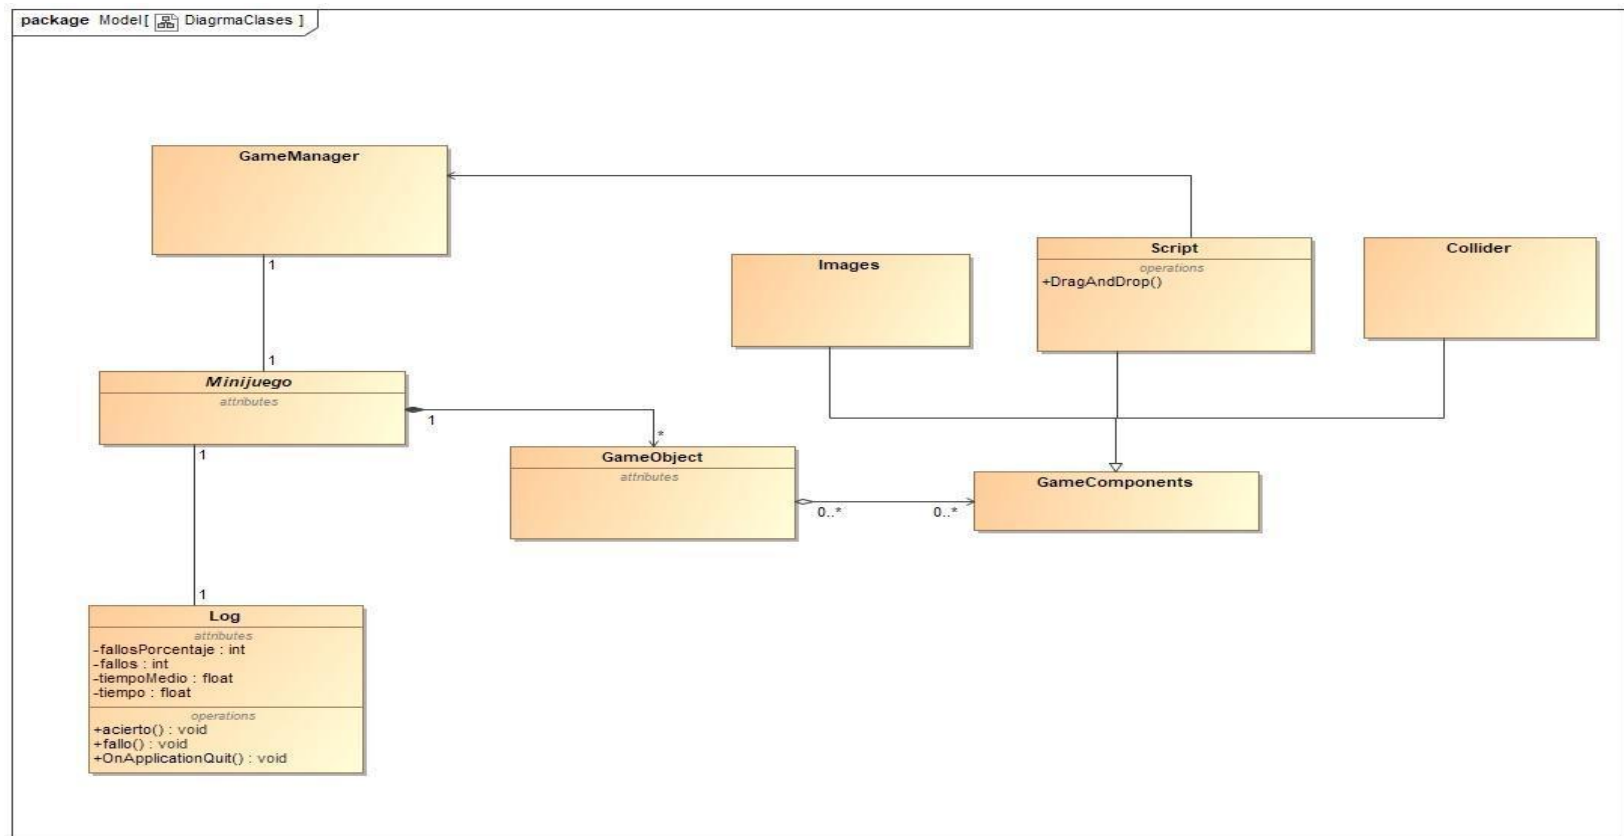 package Model[ DiagrmaClases ]
GameManager
1
1
Minijuego
attributes
1
*
1
1
GameObject
attributes
0..*
0..*
Images
Script
operations
+DragAndDrop()
Collider
GameComponents
Log
attributes
-fallosPorcentaje : int
-fallos : int
-tiempoMedio : float
-tiempo : float
operations
+acierto() : void
+fallo() : void
+OnApplicationQuit() : void